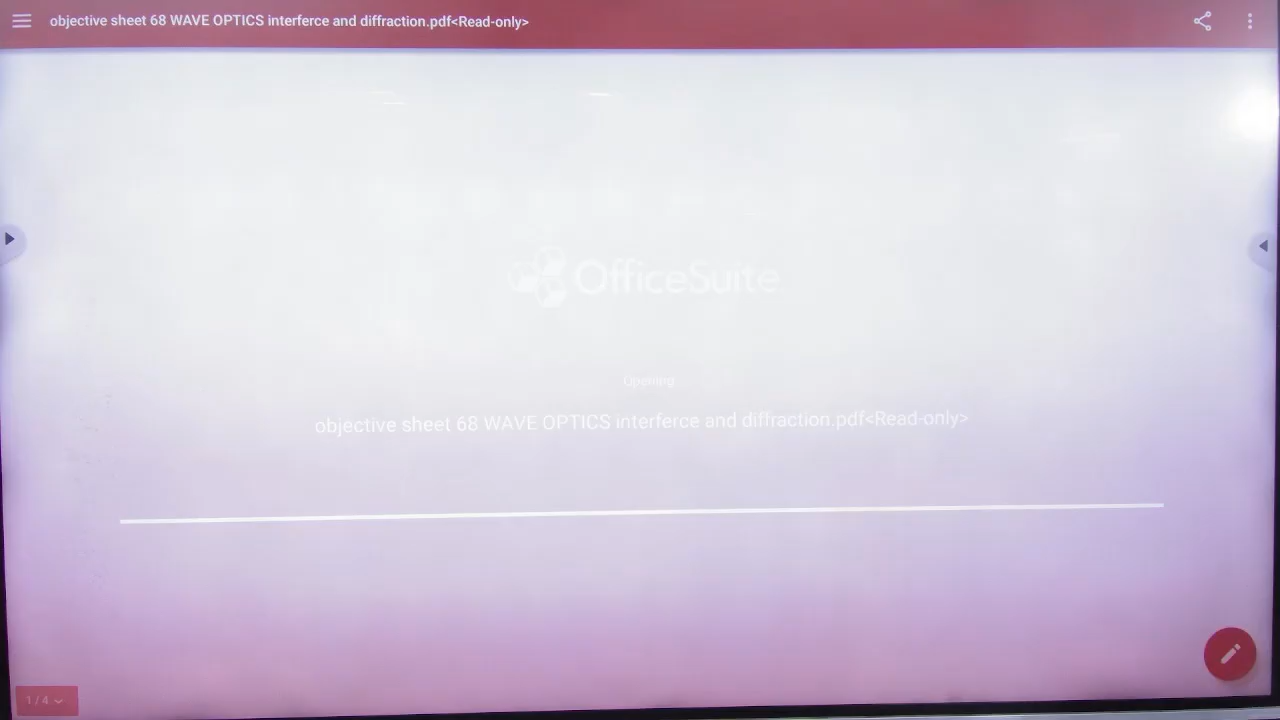 objective sheet 68 WAVE OPTICS interferce and diffraction.pdf<Read-only>
OfficeSuite
Opening
objective sheet 68 WAVE OPTICS interferce and diffraction.pdf<Read-only>
1 / 4